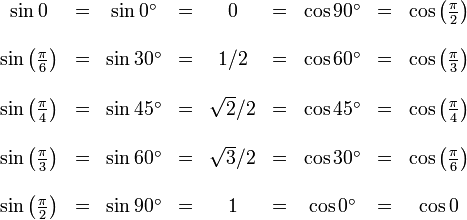 sin 0 = sin 0° = 0 = cos 90° = cos (π/2)
sin (π/6) = sin 30° = 1/2 = cos 60° = cos (π/3)
sin (π/4) = sin 45° = √2/2 = cos 45° = cos (π/4)
sin (π/3) = sin 60° = √3/2 = cos 30° = cos (π/6)
sin (π/2) = sin 90° = 1 = cos 0° = cos 0